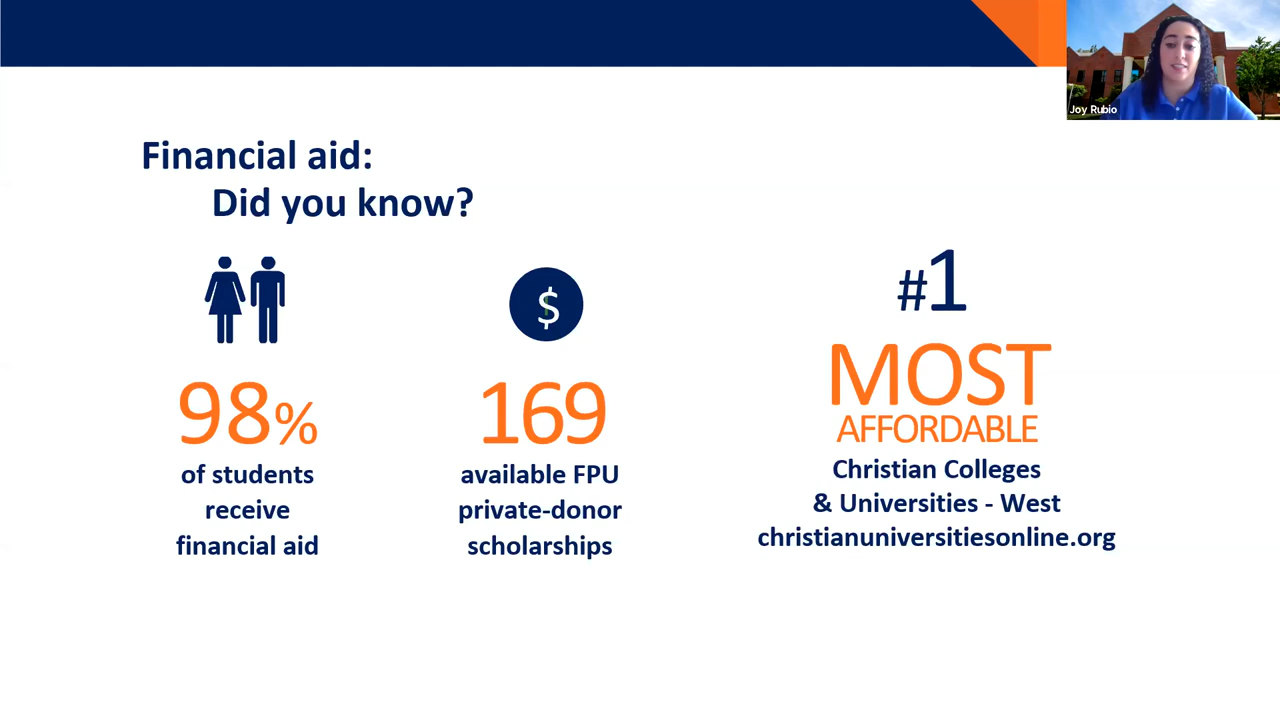 Joy Rubio
Financial aid:
Did you know?
$
98%
of students
receive
financial aid
169
available FPU
private-donor
scholarships
#1
MOST
AFFORDABLE
Christian Colleges
& Universities - West
christianuniversitiesonline.org